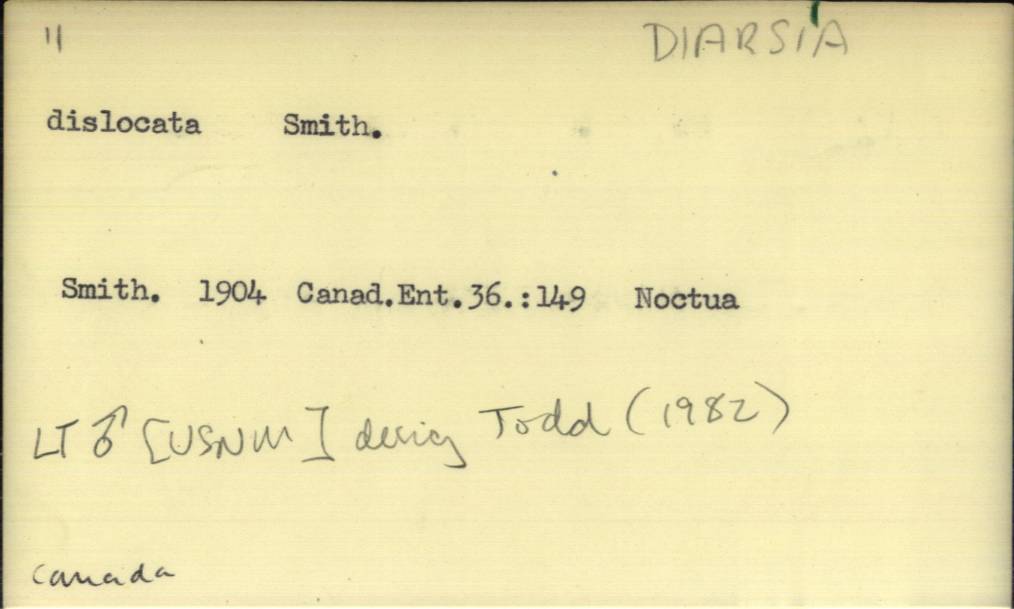 11 DIARSIA
dislocata Smith.
Smith. 1904 Canad.Ent.36.:149 Noctua
LT ♂ [USNM] desig Todd (1982)
Canada